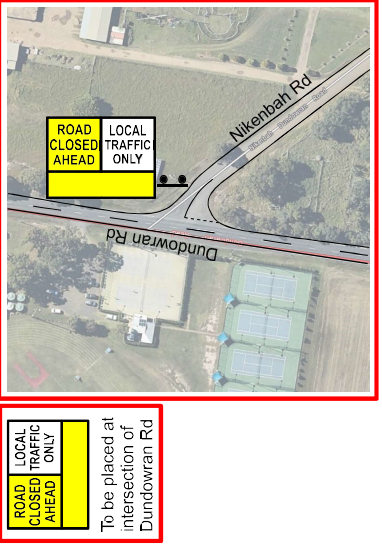 ROAD
CLOSED
AHEAD
LOCAL
TRAFFIC
ONLY
Nikenbah Rd
Dundowran Rd
ROAD
CLOSED
AHEAD
LOCAL
TRAFFIC
ONLY
To be placed at
intersection of
Dundowran Rd